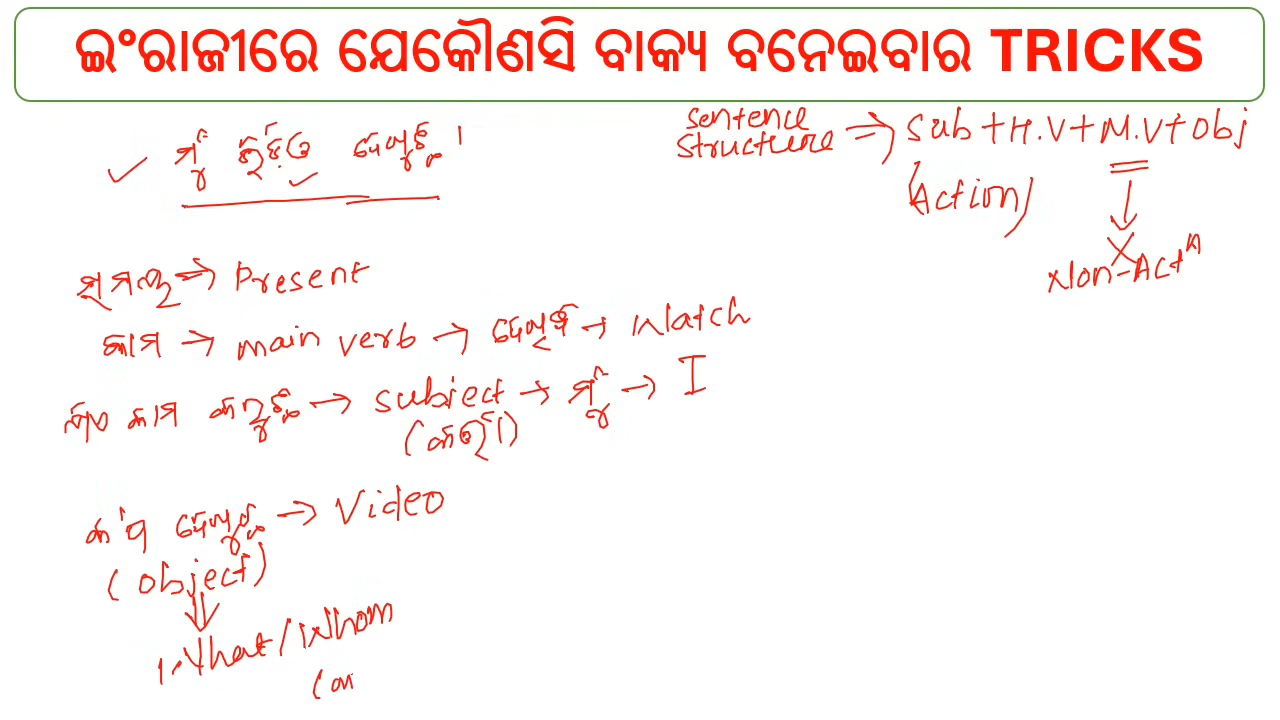 ଇଂରାଜୀରେ ଯେକୌଣସି ବାକ୍ୟ ବନେଇବାର TRICKS
ମୁଁ ଭିଡ଼ିଓ ଦେଖୁଛି ।
sentence structure => Sub + H.V + M.V + Obj
(Action)
Non-Actn
ସମୟ => Present
କାମ -> main verb -> ଦେଖିବା -> Watch
କିଏ କାମ କରୁଛି -> subject -> ମୁଁ -> I
(କର୍ତ୍ତା)
କ'ଣ ଦେଖୁଛି -> Video
(object)
What / Whom
(କା